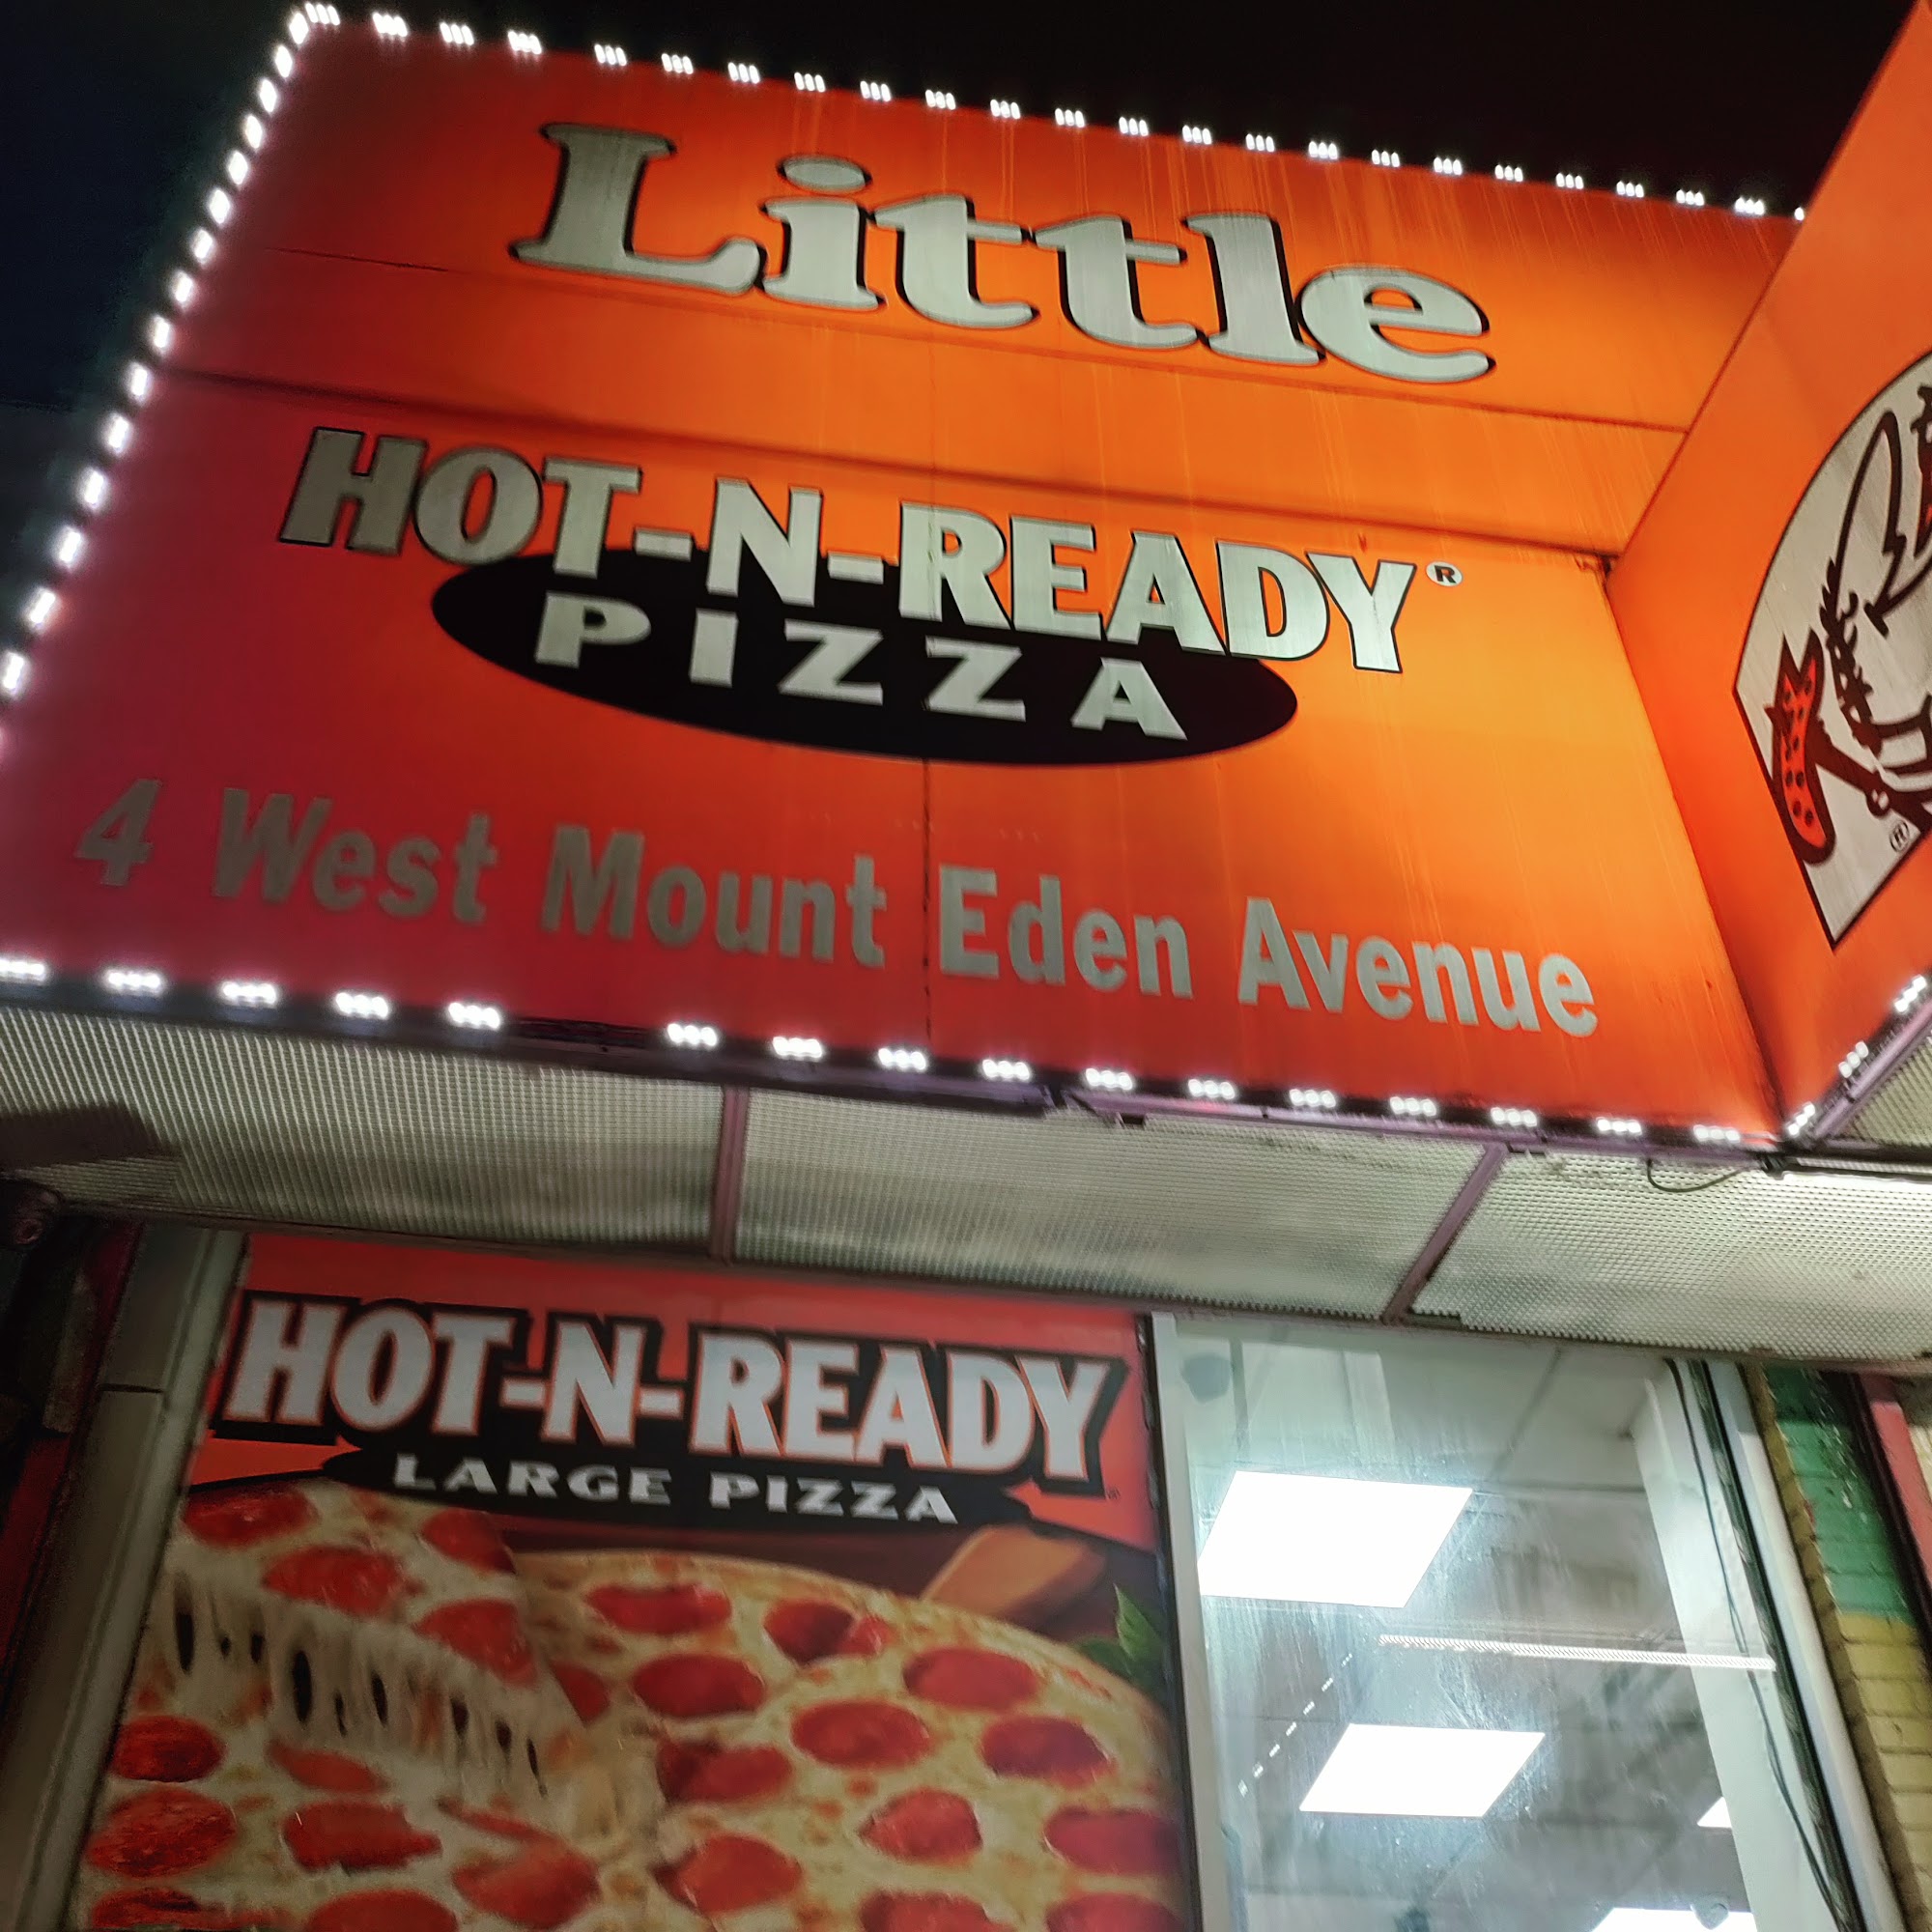 Little
HOT-N-READY®
PIZZA
4 West Mount Eden Avenue
HOT-N-READY
LARGE PIZZA